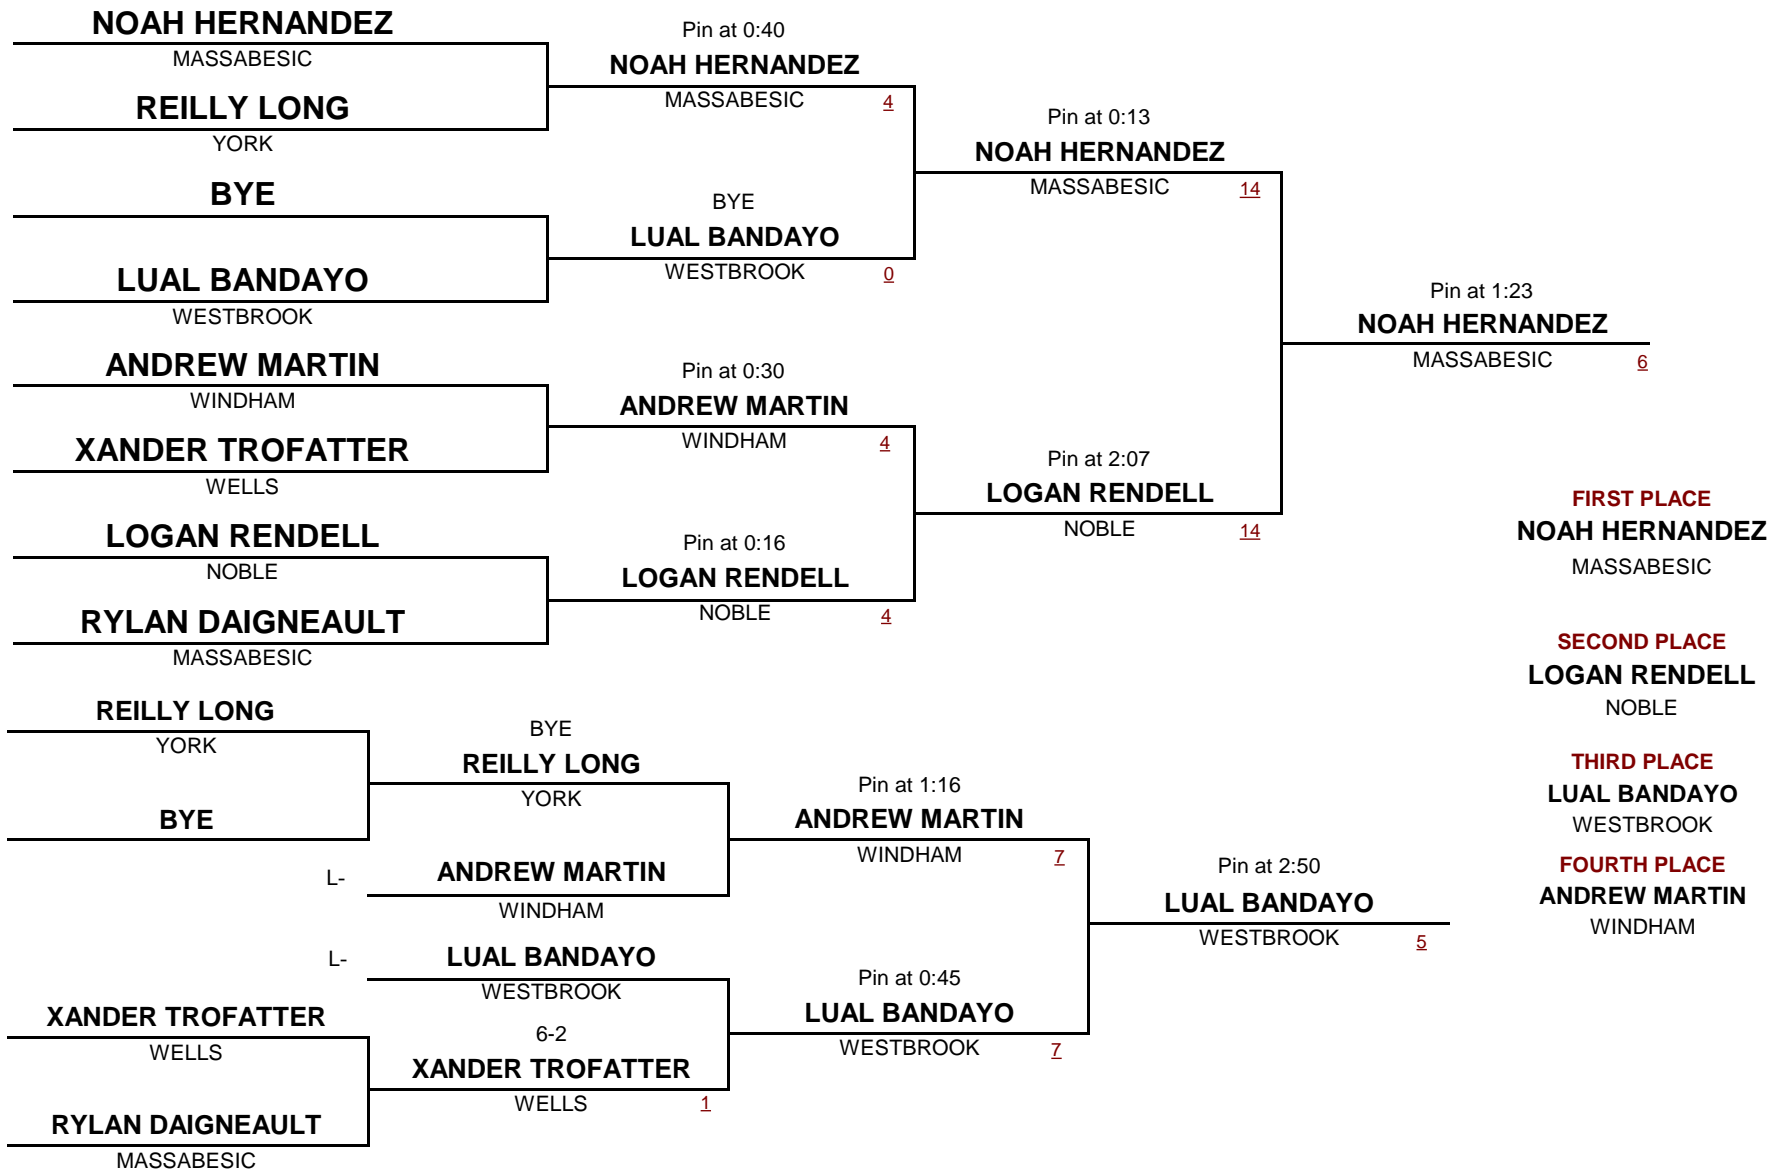 NOAH HERNANDEZ
MASSABESIC
REILLY LONG
YORK
BYE
LUAL BANDAYO
WESTBROOK
ANDREW MARTIN
WINDHAM
XANDER TROFATTER
WELLS
LOGAN RENDELL
NOBLE
RYLAN DAIGNEAULT
MASSABESIC
Pin at 0:40
NOAH HERNANDEZ
MASSABESIC 4
BYE
LUAL BANDAYO
WESTBROOK 0
Pin at 0:30
ANDREW MARTIN
WINDHAM 4
Pin at 0:16
LOGAN RENDELL
NOBLE 4
Pin at 0:13
NOAH HERNANDEZ
MASSABESIC 14
Pin at 2:07
LOGAN RENDELL
NOBLE 14
Pin at 1:23
NOAH HERNANDEZ
MASSABESIC 6
REILLY LONG
YORK
BYE
XANDER TROFATTER
WELLS
RYLAN DAIGNEAULT
MASSABESIC
BYE
REILLY LONG
YORK
L- ANDREW MARTIN
WINDHAM
L- LUAL BANDAYO
WESTBROOK
6-2
XANDER TROFATTER
WELLS 1
Pin at 1:16
ANDREW MARTIN
WINDHAM 7
Pin at 0:45
LUAL BANDAYO
WESTBROOK 7
Pin at 2:50
LUAL BANDAYO
WESTBROOK 5
FIRST PLACE
NOAH HERNANDEZ
MASSABESIC
SECOND PLACE
LOGAN RENDELL
NOBLE
THIRD PLACE
LUAL BANDAYO
WESTBROOK
FOURTH PLACE
ANDREW MARTIN
WINDHAM